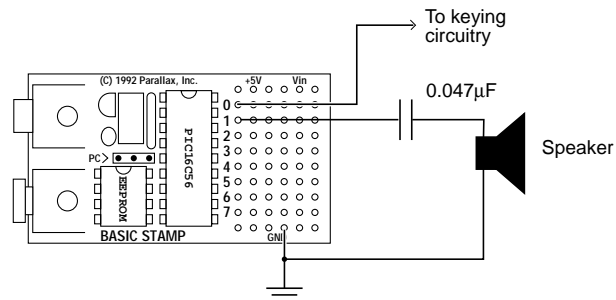 To keying
circuitry
(C) 1992 Parallax, Inc.
+5V
Vin
0
1
2
3
4
5
6
7
PC>
EEPROM
PIC16C56
BASIC STAMP
GND
0.047µF
Speaker